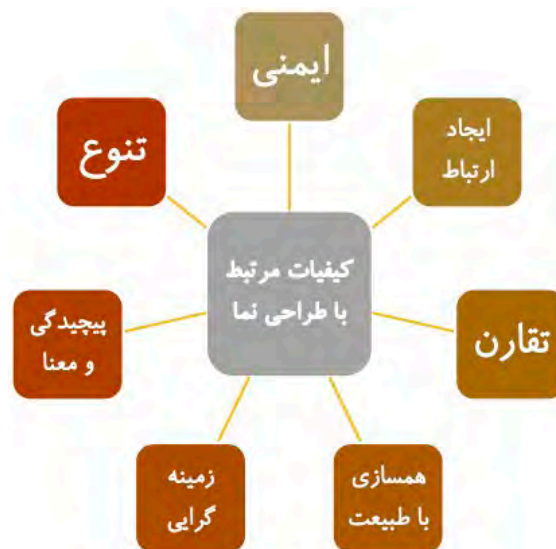 ایمنی
ایجاد
ارتباط
تنوع
کیفیات مرتبط
با طراحی نما
پیچیدگی
و معنا
تقارن
زمینه
گرایی
همسازی
با طبیعت